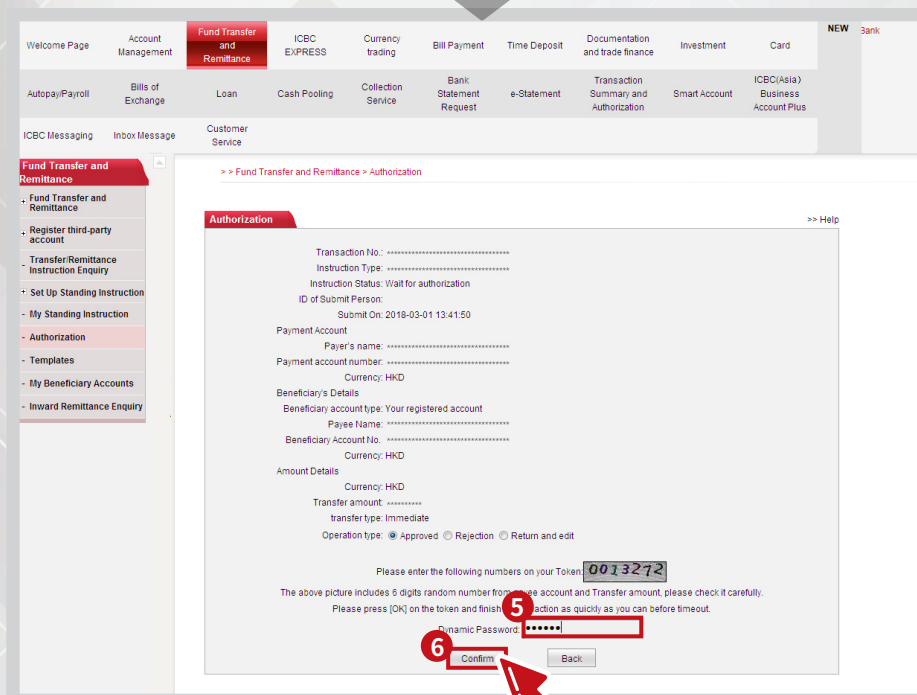 Welcome Page
Account Management
Fund Transfer and Remittance
ICBC EXPRESS
Currency trading
Bill Payment
Time Deposit
Documentation and trade finance
Investment
Card
NEW
Bank
Autopay/Payroll
Bills of Exchange
Loan
Cash Pooling
Collection Service
Bank Statement Request
e-Statement
Transaction Summary and Authorization
Smart Account
ICBC(Asia) Business Account Plus
ICBC Messaging
Inbox Message
Customer Service
Fund Transfer and
Remittance
+ Fund Transfer and
Remittance
+ Register third-party
account
- Transfer/Remittance
Instruction Enquiry
+ Set Up Standing Instruction
- My Standing Instruction
- Authorization
- Templates
- My Beneficiary Accounts
- Inward Remittance Enquiry
> > Fund Transfer and Remittance > Authorization
Authorization
>> Help
Transaction No.: **********************************
Instruction Type: **********************************
Instruction Status: Wait for authorization
ID of Submit Person:
Submit On: 2018-03-01 13:41:50
Payment Account
Payer's name: **********************************
Payment account number: **********************************
Currency: HKD
Beneficiary's Details
Beneficiary account type: Your registered account
Payee Name: **********************************
Beneficiary Account No. **********************************
Currency: HKD
Amount Details
Currency: HKD
Transfer amount: **********
transfer type: Immediate
Operation type: Approved Rejection Return and edit
Please enter the following numbers on your Token: 0013272
The above picture includes 6 digits random number from payee account and Transfer amount, please check it carefully.
Please press [OK] on the token and finish action as quickly as you can before timeout.
5
Dynamic Password: ••••••
6
Confirm
Back